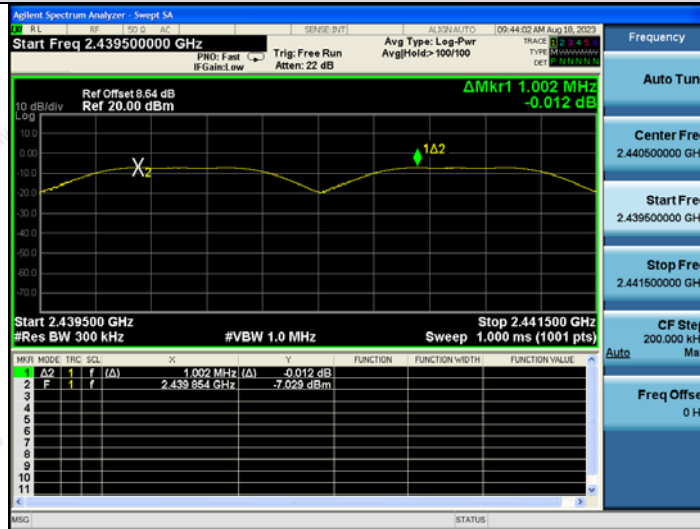 Agilent Spectrum Analyzer - Swept SA
RL RF 50 Ω AC SENSE:INT ALIGN AUTO 09:44:02 AM Aug 18, 2023
Start Freq 2.439500000 GHz
PNO: Fast
IFGain:Low
Trig: Free Run
Atten: 22 dB
Avg Type: Log-Pwr
Avg|Hold:> 100/100
TRACE 1 2 3 4 5 6
TYPE M
DET P N N N N N
ΔMkr1 1.002 MHz
-0.012 dB
Ref Offset 8.64 dB
10 dB/div Ref 20.00 dBm
Log
10.0
0.00
-10.0
-20.0
-30.0
-40.0
-50.0
-60.0
-70.0
X2
1Δ2
Start 2.439500 GHz Stop 2.441500 GHz
#Res BW 300 kHz #VBW 1.0 MHz Sweep 1.000 ms (1001 pts)
MKR MODE TRC SCL X Y FUNCTION FUNCTION WIDTH FUNCTION VALUE
1 Δ2 1 f (Δ) 1.002 MHz (Δ) -0.012 dB
2 F 1 f 2.439 854 GHz -7.029 dBm
3
4
5
6
7
8
9
10
11
MSG STATUS
Frequency
Auto Tun
Center Fre
2.440500000 GH
Start Fre
2.439500000 GH
Stop Fre
2.441500000 GH
CF Ste
200.000 kH
Auto Ma
Freq Offse
0 H